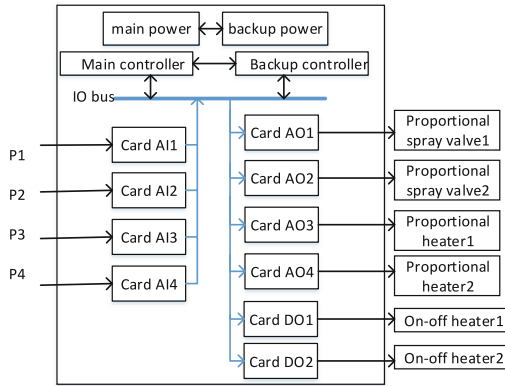 main power
backup power
Main controller
Backup controller
IO bus
P1
P2
P3
P4
Card AI1
Card AI2
Card AI3
Card AI4
Card AO1
Card AO2
Card AO3
Card AO4
Card DO1
Card DO2
Proportional
spray valve1
Proportional
spray valve2
Proportional
heater1
Proportional
heater2
On-off heater1
On-off heater2